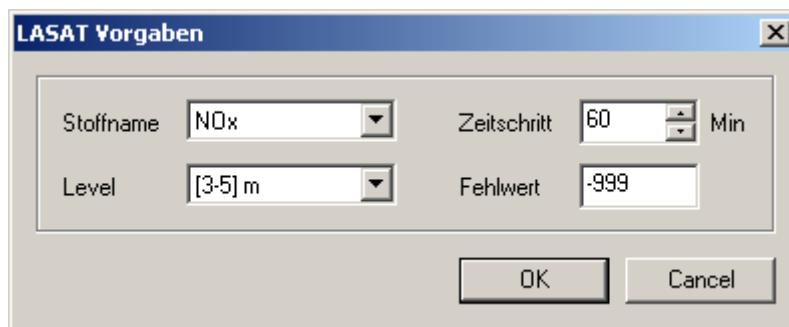 LASAT Vorgaben
Stoffname NOx Zeitschritt 60 Min
Level [3-5] m Fehlwert -999
OK Cancel